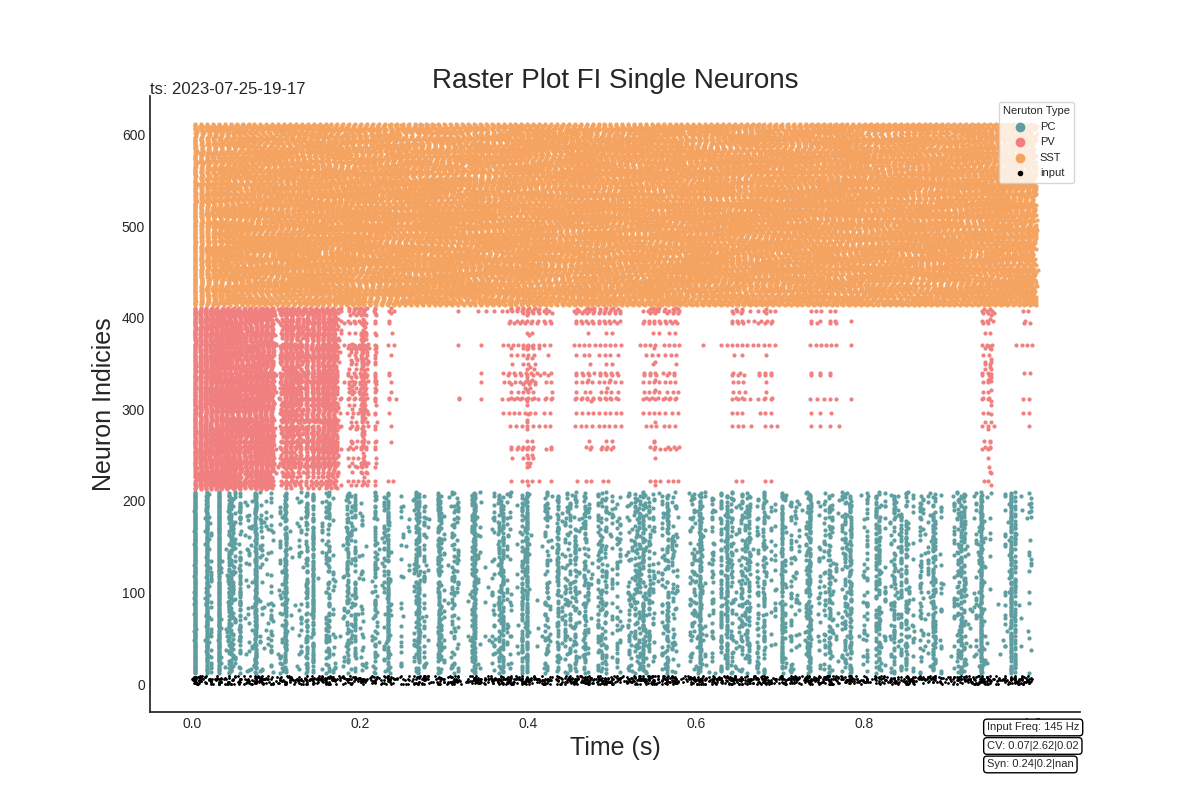 Raster Plot FI Single Neurons
ts: 2023-07-25-19-17
Neruton Type
PC
PV
SST
input
Neuron Indicies
600
500
400
300
200
100
0
0.0 0.2 0.4 0.6 0.8
Time (s)
Input Freq: 145 Hz
CV: 0.07|2.62|0.02
Syn: 0.24|0.2|nan